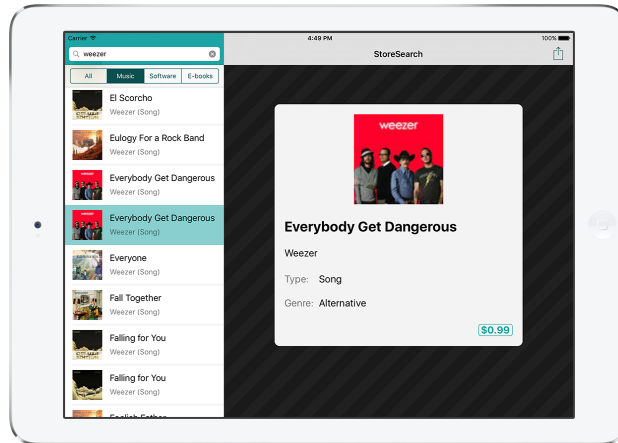 Carrier
4:49 PM
100%
weezer
StoreSearch
All
Music
Software
E-books
El Scorcho
Weezer (Song)
Eulogy For a Rock Band
Weezer (Song)
Everybody Get Dangerous
Weezer (Song)
Everybody Get Dangerous
Weezer (Song)
Everyone
Weezer (Song)
Fall Together
Weezer (Song)
Falling for You
Weezer (Song)
Falling for You
Weezer (Song)
Foolish Father
weezer
Everybody Get Dangerous
Weezer
Type: Song
Genre: Alternative
$0.99